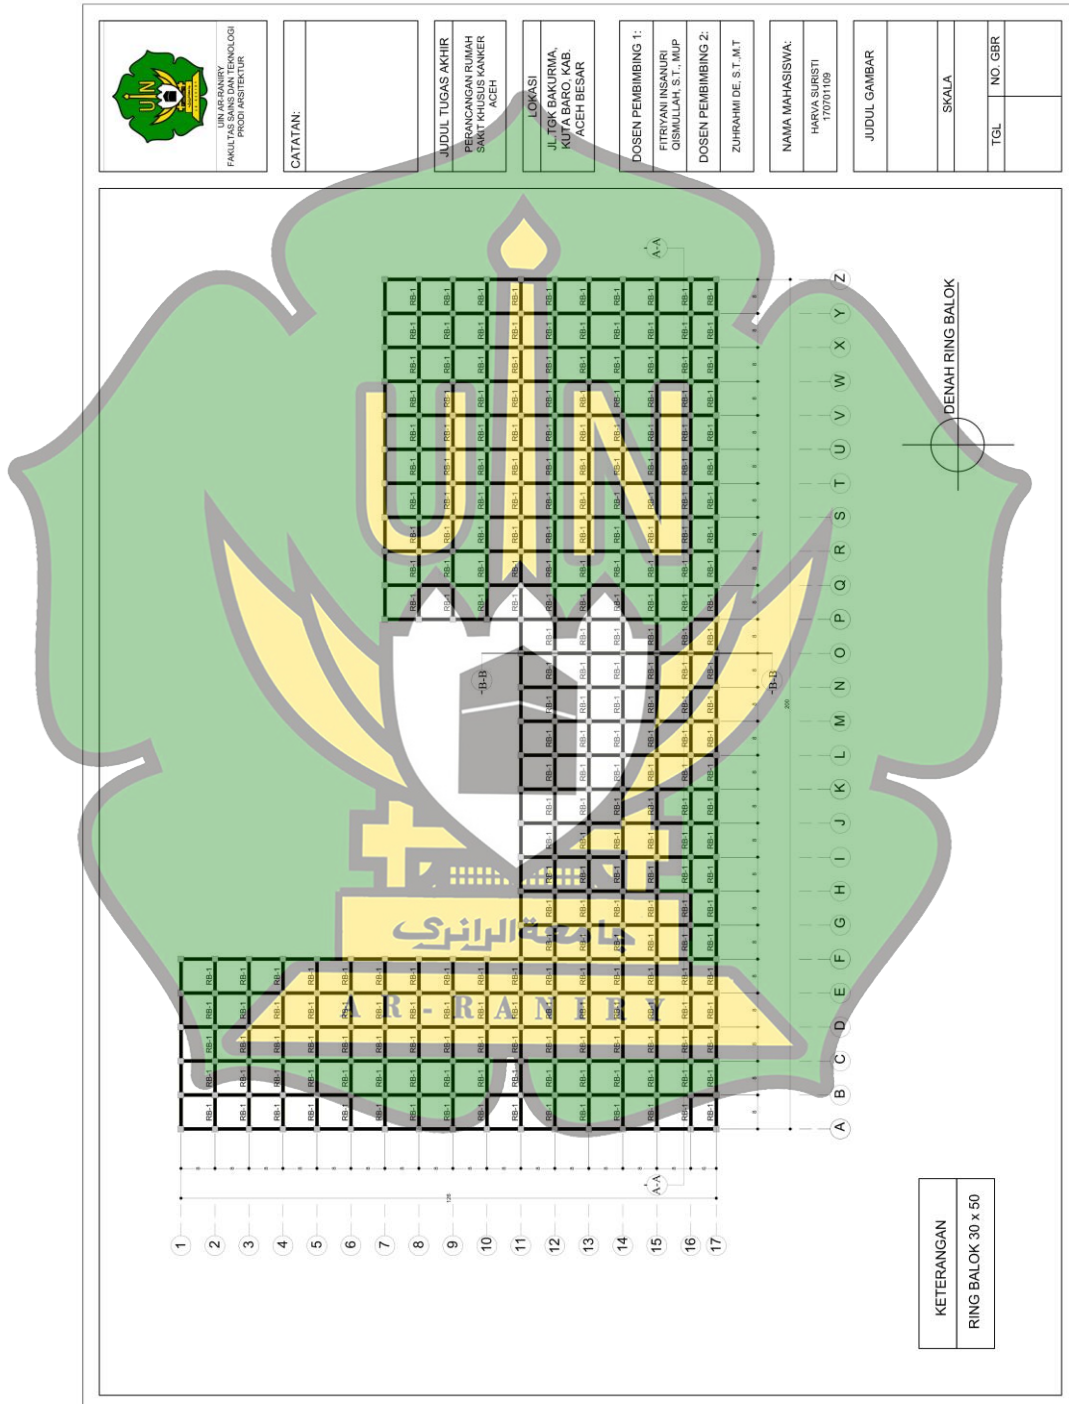 UIN AR-RANIRY
FAKULTAS SAINS DAN TEKNOLOGI
PRODI ARSITEKTUR
CATATAN:
JUDUL TUGAS AKHIR
PERANCANGAN RUMAH
SAKIT KHUSUS KANKER
ACEH
LOKASI
JL.TGK BAKURMA,
KUTA BARO, KAB.
ACEH BESAR
DOSEN PEMBIMBING 1:
FITRIYANI INSANURI
QISMULLAH, S.T., MUP
DOSEN PEMBIMBING 2:
ZUHRAHMI DE, S.T.,M.T
NAMA MAHASISWA:
HARVA SURISTI
170701109
JUDUL GAMBAR
SKALA
TGL
NO. GBR
UIN
جامعة الرانري
AR-RANIRY
A-A
A-A
-B-B
-B-B
RB-1
1
2
3
4
5
6
7
8
9
10
11
12
13
14
15
16
17
126
200
A B C D E F G H I J K L M N O P Q R S T U V W X Y Z
DENAH RING BALOK
KETERANGAN
RING BALOK 30 x 50